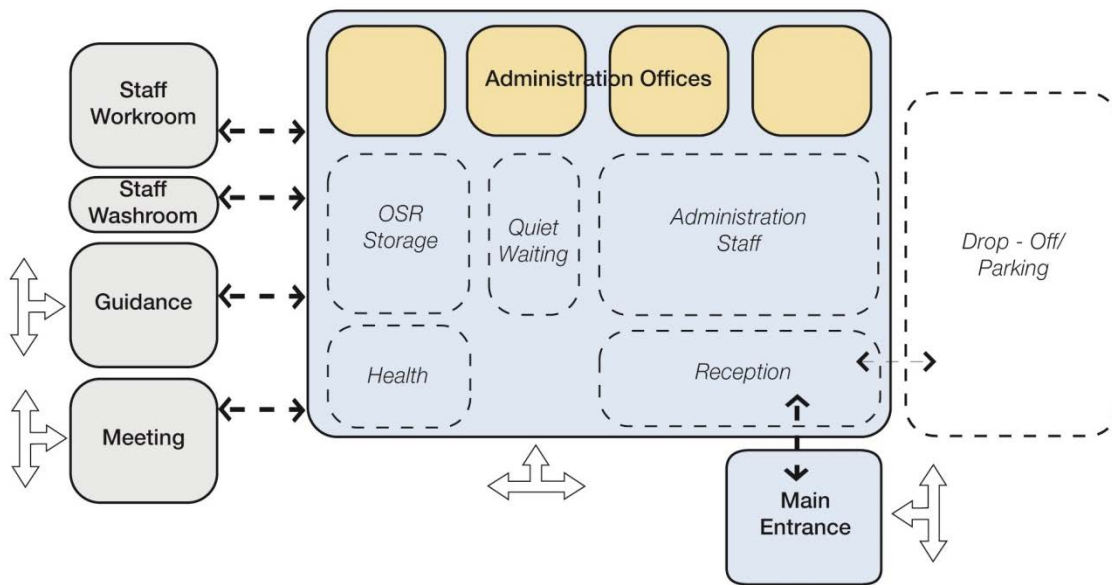 Administration Offices
Staff
Workroom
Staff
Washroom
Guidance
Meeting
OSR
Storage
Quiet
Waiting
Administration
Staff
Health
Reception
Drop - Off/
Parking
Main
Entrance